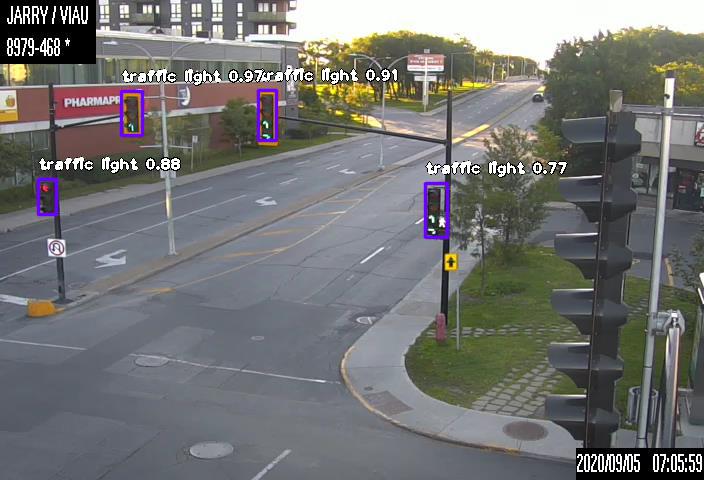 JARRY / VIAU
8979-468 *
traffic light 0.97
traffic light 0.91
PHARMAPR
traffic light 0.88
traffic light 0.77
2020/09/05 07:05:59